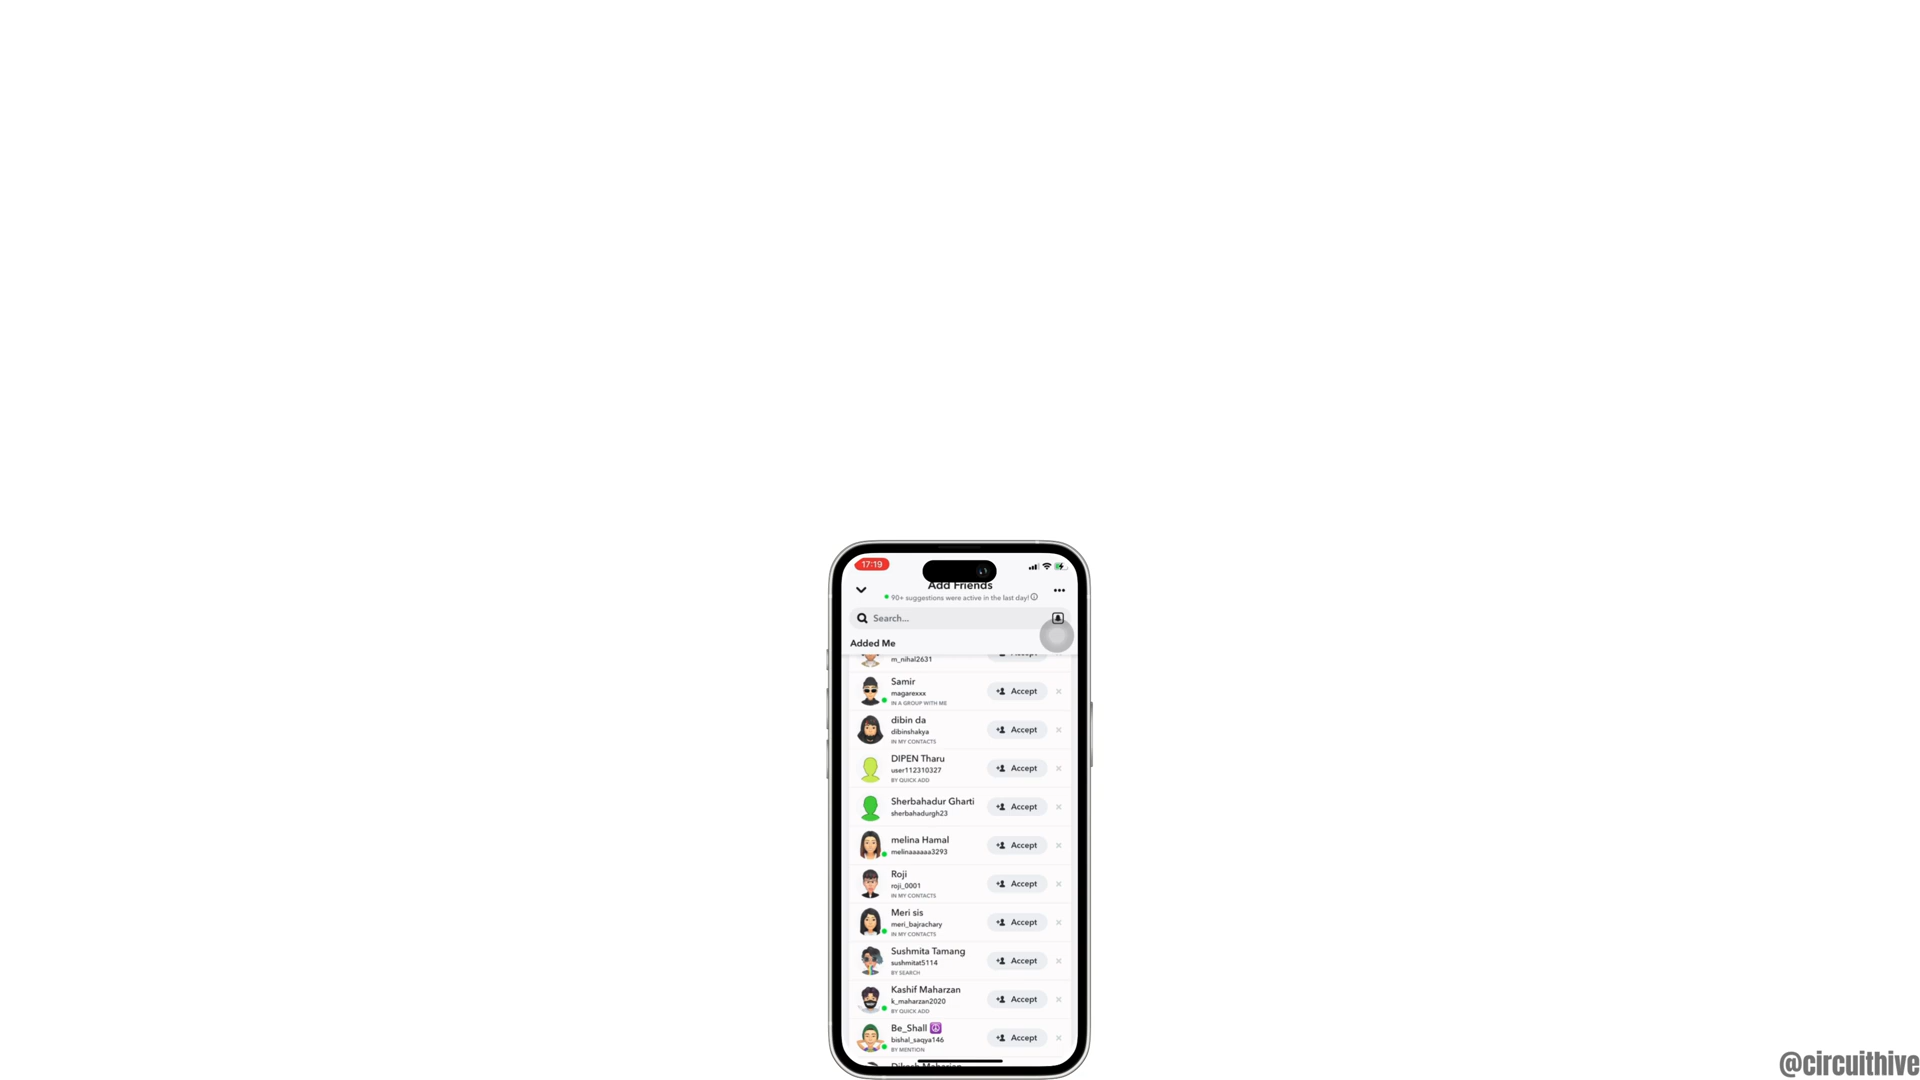 17:19
Add Friends
90+ suggestions were active in the last day!
Search...
Added Me
m_nihal2631
Accept
Samir
magarexxx
IN A GROUP WITH ME
Accept
dibin da
dibinshakya
IN MY CONTACTS
Accept
DIPEN Tharu
user112310327
BY QUICK ADD
Accept
Sherbahadur Gharti
sherbahadurgh23
Accept
melina Hamal
melinaaaaaa3293
Accept
Roji
roji_0001
IN MY CONTACTS
Accept
Meri sis
meri_bajrachary
IN MY CONTACTS
Accept
Sushmita Tamang
sushmitat5114
BY SEARCH
Accept
Kashif Maharzan
k_maharzan2020
BY QUICK ADD
Accept
Be_Shall
bishal_saqya146
BY MENTION
Accept
@circuithive